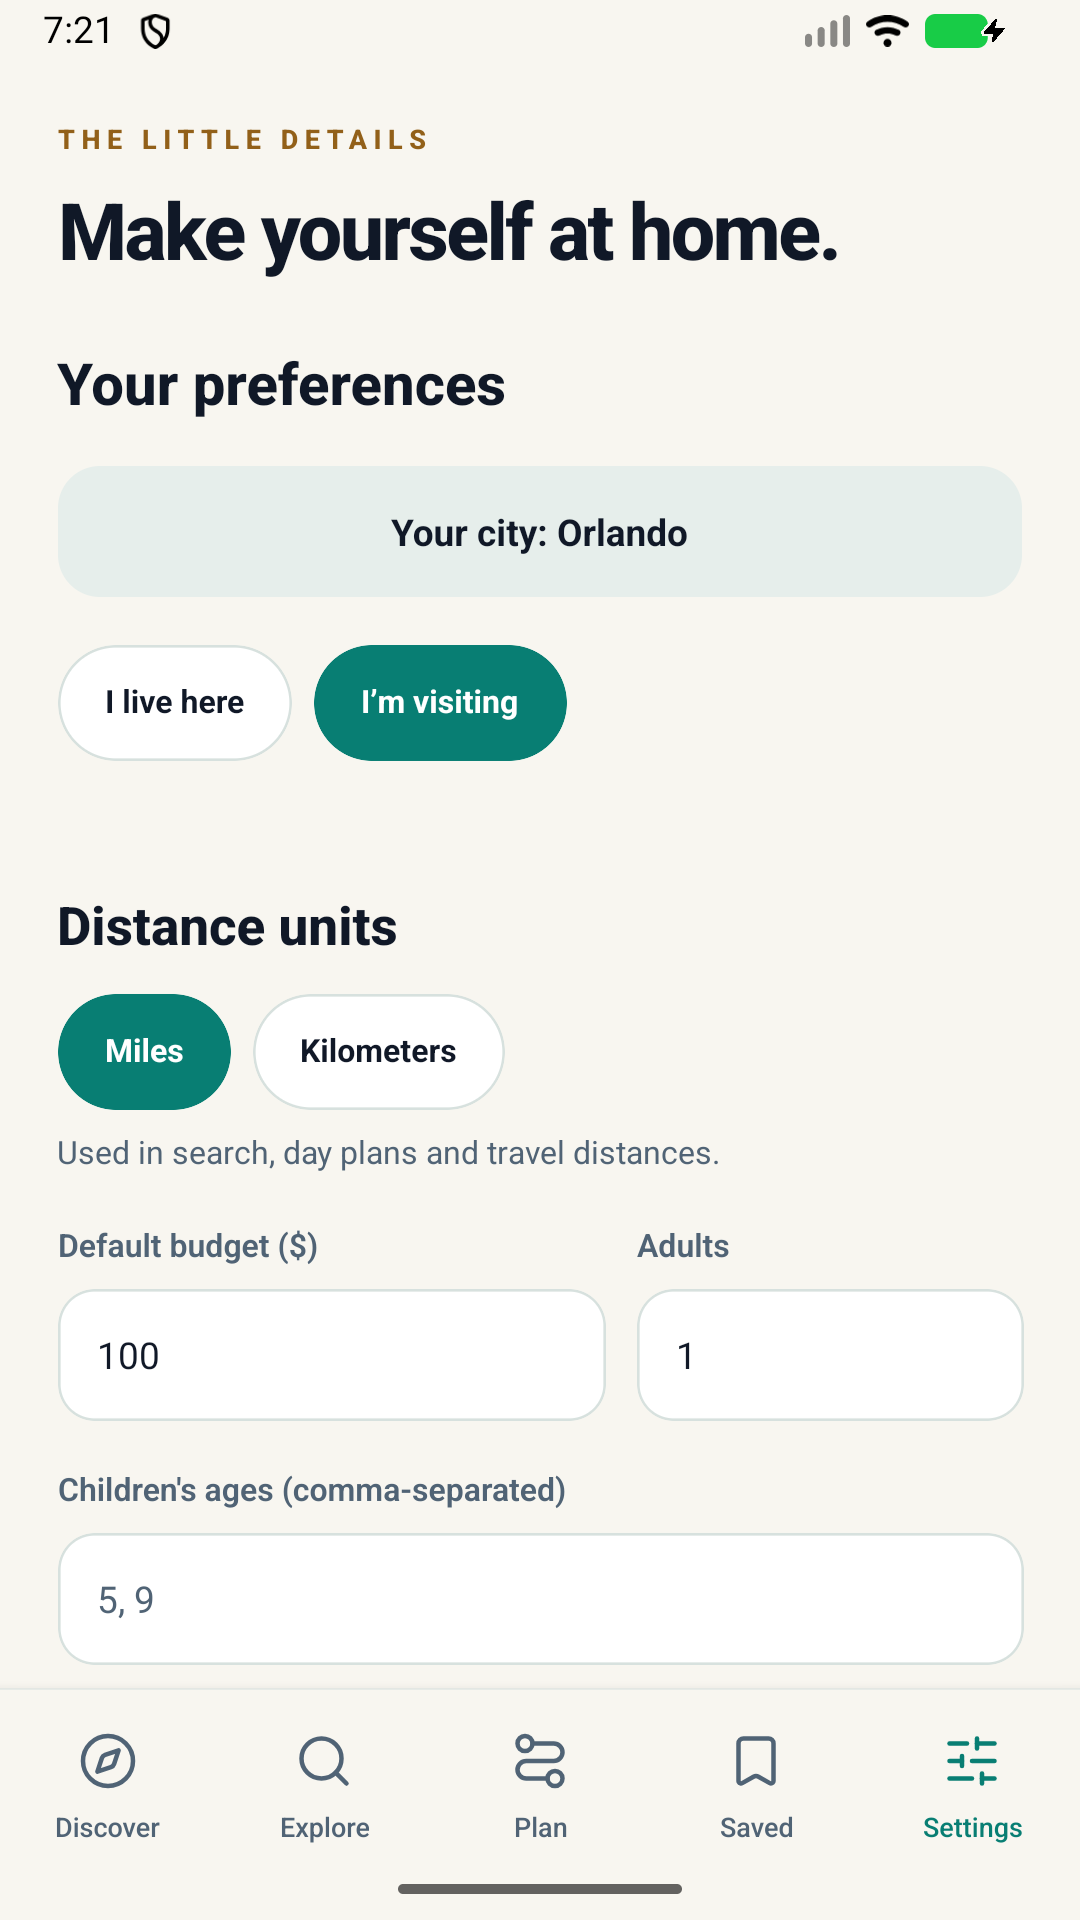 7:21
THE LITTLE DETAILS
Make yourself at home.
Your preferences
Your city: Orlando
I live here
I’m visiting
Distance units
Miles
Kilometers
Used in search, day plans and travel distances.
Default budget ($)
Adults
100
1
Children's ages (comma-separated)
5, 9
Discover
Explore
Plan
Saved
Settings